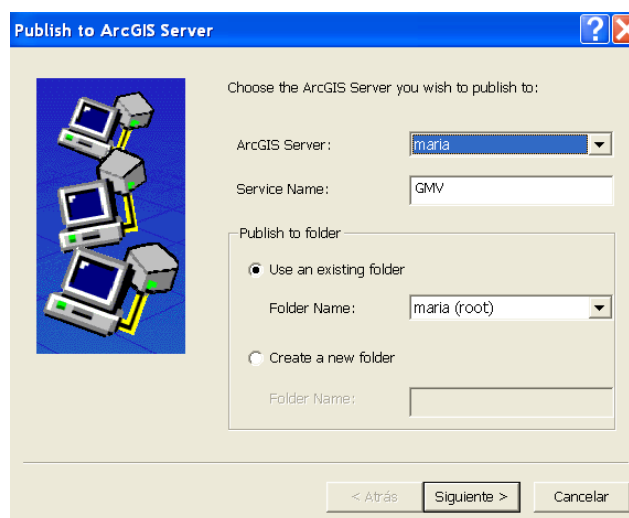 Publish to ArcGIS Server
Choose the ArcGIS Server you wish to publish to:
ArcGIS Server: maria
Service Name: GMV
Publish to folder
Use an existing folder
Folder Name: maria (root)
Create a new folder
Folder Name:
< Atrás Siguiente > Cancelar